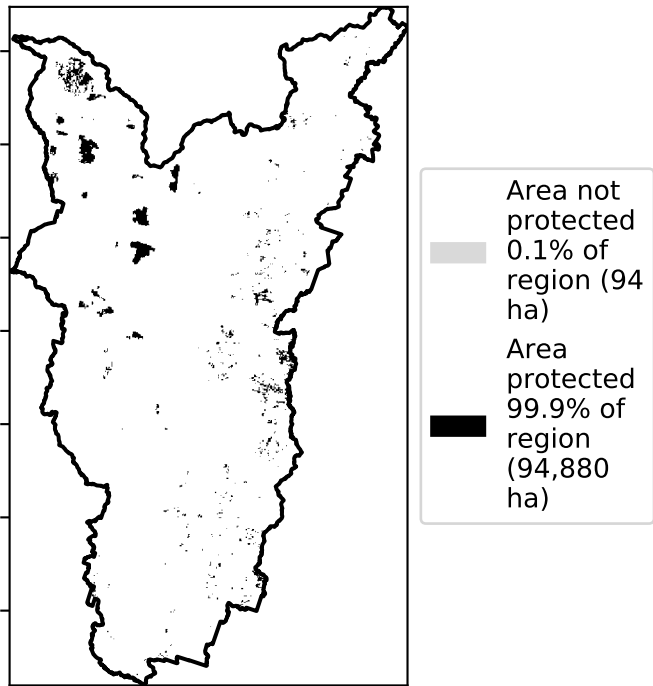 Area not
protected
0.1% of
region (94
ha)
Area
protected
99.9% of
region
(94,880
ha)